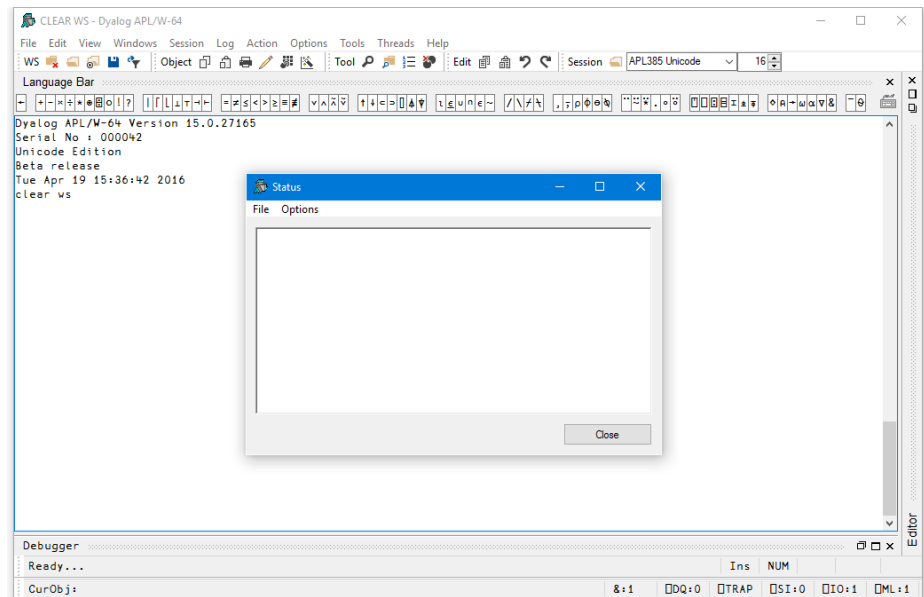 CLEAR WS - Dyalog APL/W-64
File Edit View Windows Session Log Action Options Tools Threads Help
WS Object Tool Edit Session APL385 Unicode 16
Language Bar
Dyalog APL/W-64 Version 15.0.27165
Serial No : 000042
Unicode Edition
Beta release
Tue Apr 19 15:36:42 2016
clear ws
Status
File Options
Close
Editor
Debugger
Ready...
Ins NUM
CurObj:
&:1 ⎕DQ:0 ⎕TRAP ⎕SI:0 ⎕IO:1 ⎕ML:1